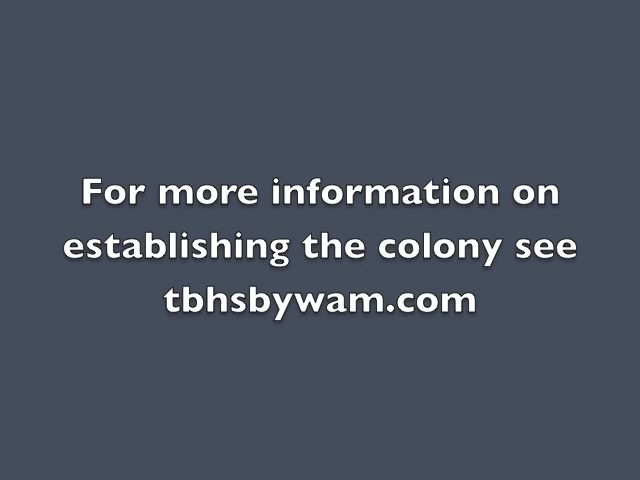 For more information on
establishing the colony see
tbhsbywam.com